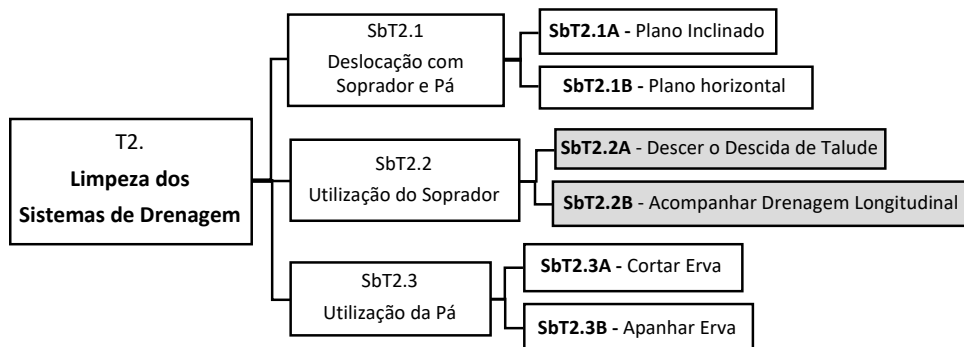 T2.
Limpeza dos
Sistemas de Drenagem
SbT2.1
Deslocação com
Soprador e Pá
SbT2.1A - Plano Inclinado
SbT2.1B - Plano horizontal
SbT2.2
Utilização do Soprador
SbT2.2A - Descer o Descida de Talude
SbT2.2B - Acompanhar Drenagem Longitudinal
SbT2.3
Utilização da Pá
SbT2.3A - Cortar Erva
SbT2.3B - Apanhar Erva